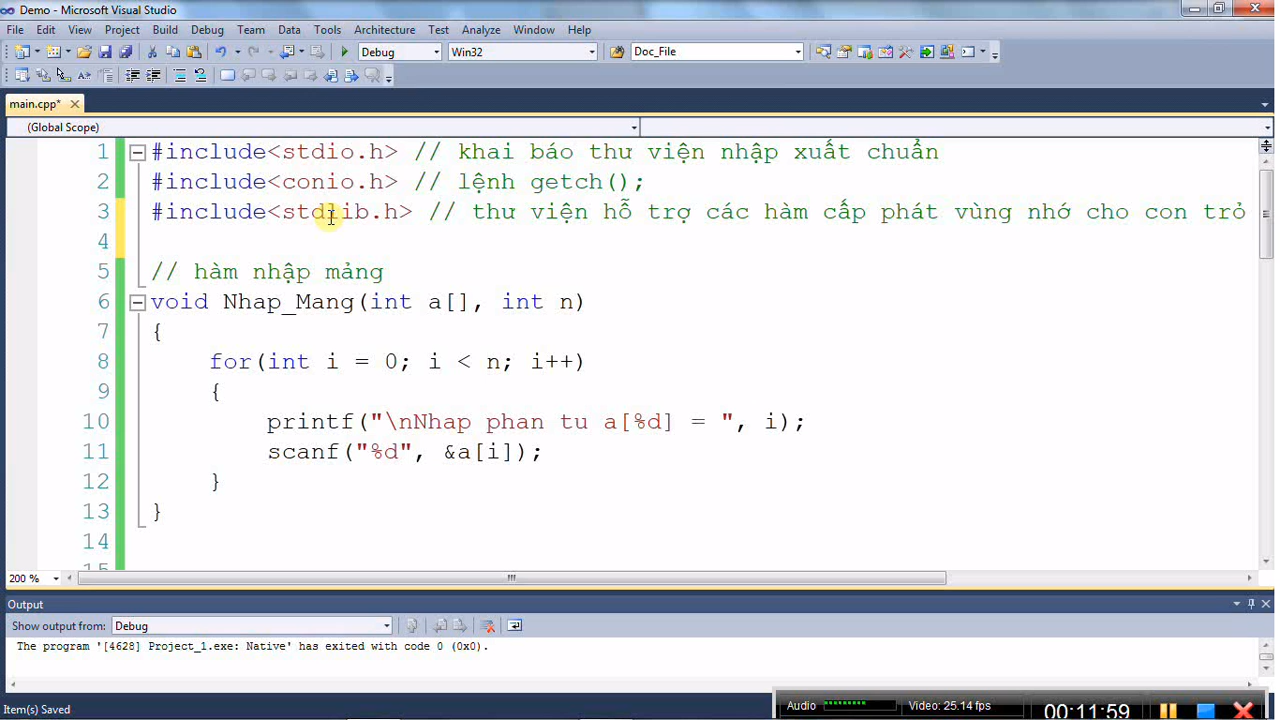 Demo - Microsoft Visual Studio
File Edit View Project Build Debug Team Data Tools Architecture Test Analyze Window Help
Debug Win32 Doc_File
main.cpp*
(Global Scope)
1 #include<stdio.h> // khai báo thư viện nhập xuất chuẩn
2 #include<conio.h> // lệnh getch();
3 #include<stdlib.h> // thư viện hỗ trợ các hàm cấp phát vùng nhớ cho con trỏ
4
5 // hàm nhập mảng
6 void Nhap_Mang(int a[], int n)
7 {
8 for(int i = 0; i < n; i++)
9 {
10 printf("\nNhap phan tu a[%d] = ", i);
11 scanf("%d", &a[i]);
12 }
13 }
14
15
200 %
Output
Show output from: Debug
The program '[4628] Project_1.exe: Native' has exited with code 0 (0x0).
Item(s) Saved
Audio Video: 25.14 fps 00:11:59